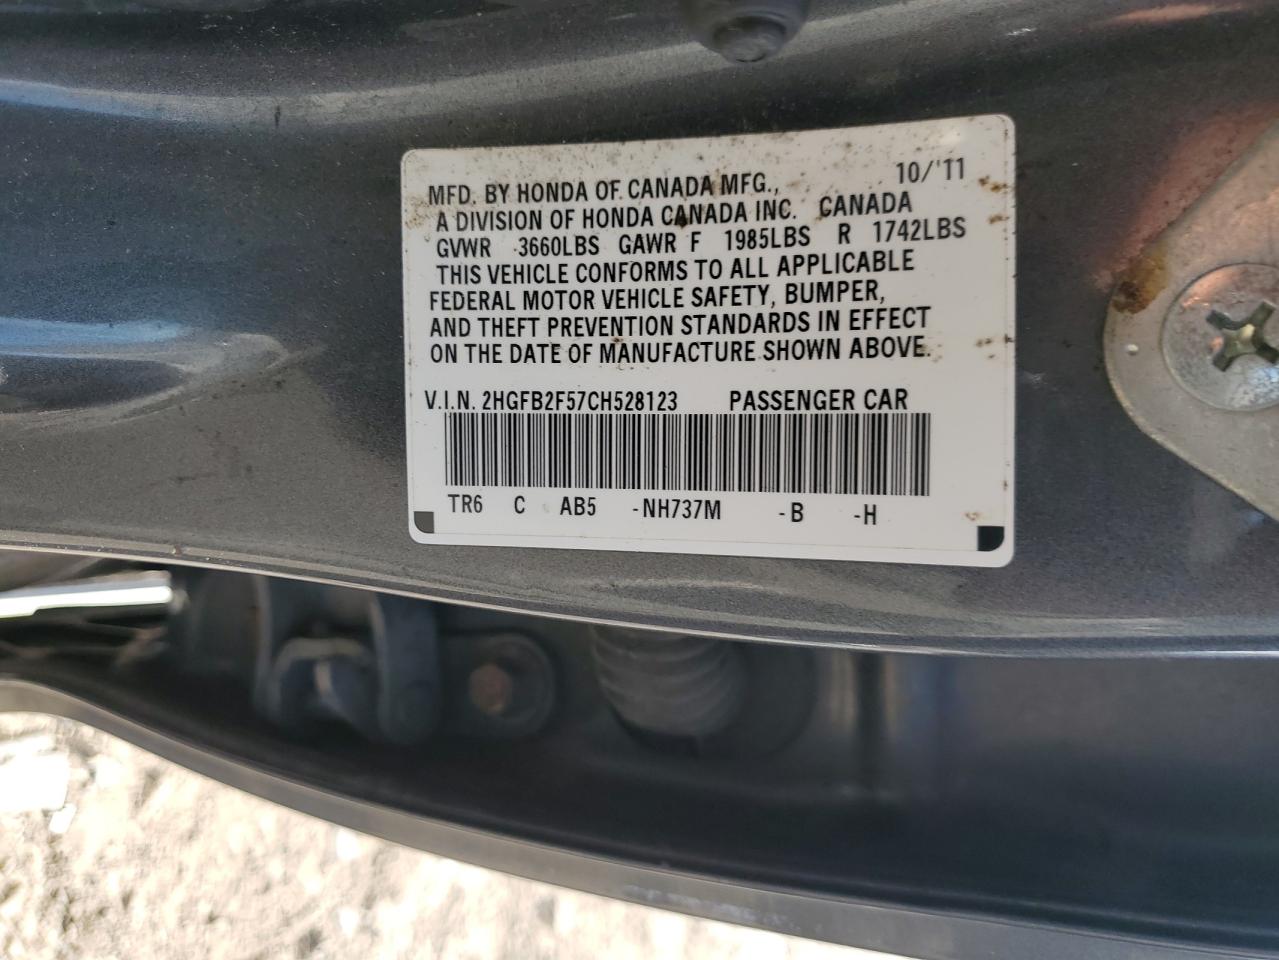 10/'11
MFD. BY HONDA OF CANADA MFG.,
A DIVISION OF HONDA CANADA INC. CANADA
GVWR 3660LBS GAWR F 1985LBS R 1742LBS
THIS VEHICLE CONFORMS TO ALL APPLICABLE
FEDERAL MOTOR VEHICLE SAFETY, BUMPER,
AND THEFT PREVENTION STANDARDS IN EFFECT
ON THE DATE OF MANUFACTURE SHOWN ABOVE.
V.I.N. 2HGFB2F57CH528123 PASSENGER CAR
TR6 C AB5 -NH737M -B -H